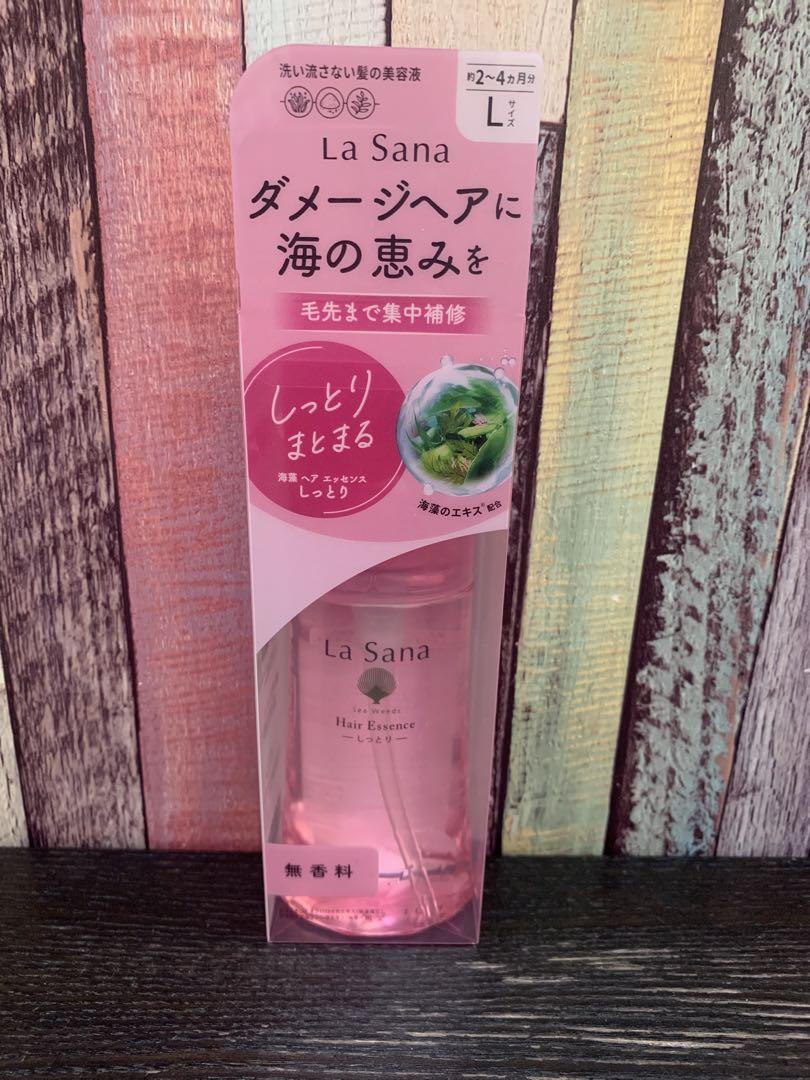 洗い流さない髪の美容液
約2〜4ヵ月分
Lサイズ
La Sana
ダメージヘアに
海の恵みを
毛先まで集中補修
しっとり
まとまる
海藻 ヘア エッセンス
しっとり
海藻のエキス※配合
La Sana
Sea Weeds
Hair Essence
ーしっとりー
無香料